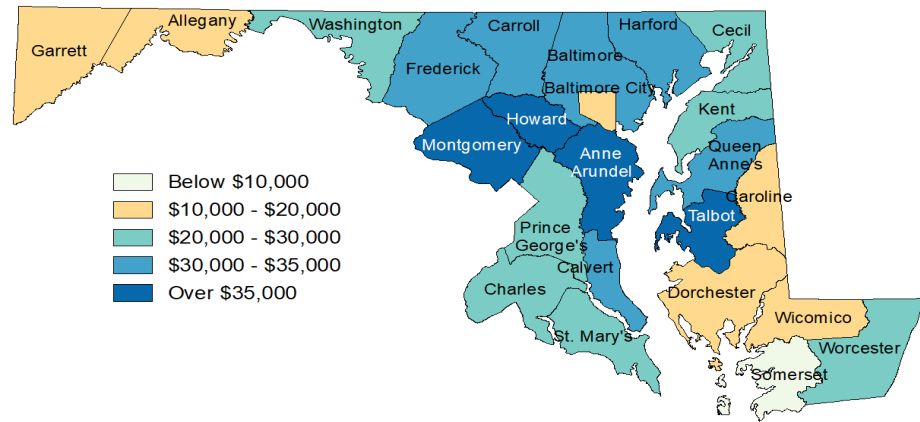 Garrett
Allegany
Washington
Frederick
Carroll
Baltimore
Harford
Cecil
Baltimore City
Kent
Howard
Montgomery
Anne
Arundel
Queen
Anne's
Caroline
Talbot
Prince
George's
Calvert
Charles
St. Mary's
Dorchester
Wicomico
Worcester
Somerset
Below $10,000
$10,000 - $20,000
$20,000 - $30,000
$30,000 - $35,000
Over $35,000